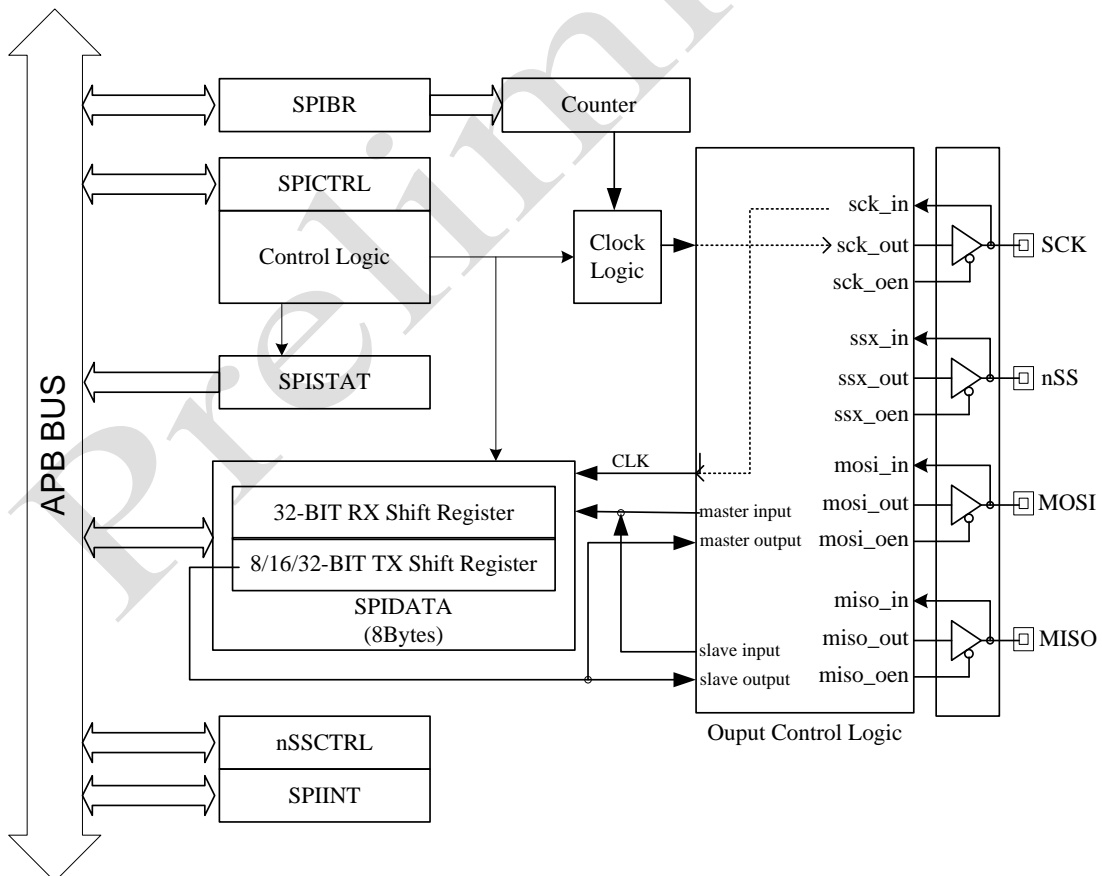 Prelimi
APB BUS
SPIBR
Counter
SPICTRL
Control Logic
Clock
Logic
SPISTAT
CLK
32-BIT RX Shift Register
8/16/32-BIT TX Shift Register
SPIDATA
(8Bytes)
nSSCTRL
SPIINT
master input
master output
slave input
slave output
sck_in
sck_out
sck_oen
ssx_in
ssx_out
ssx_oen
mosi_in
mosi_out
mosi_oen
miso_in
miso_out
miso_oen
Ouput Control Logic
SCK
nSS
MOSI
MISO